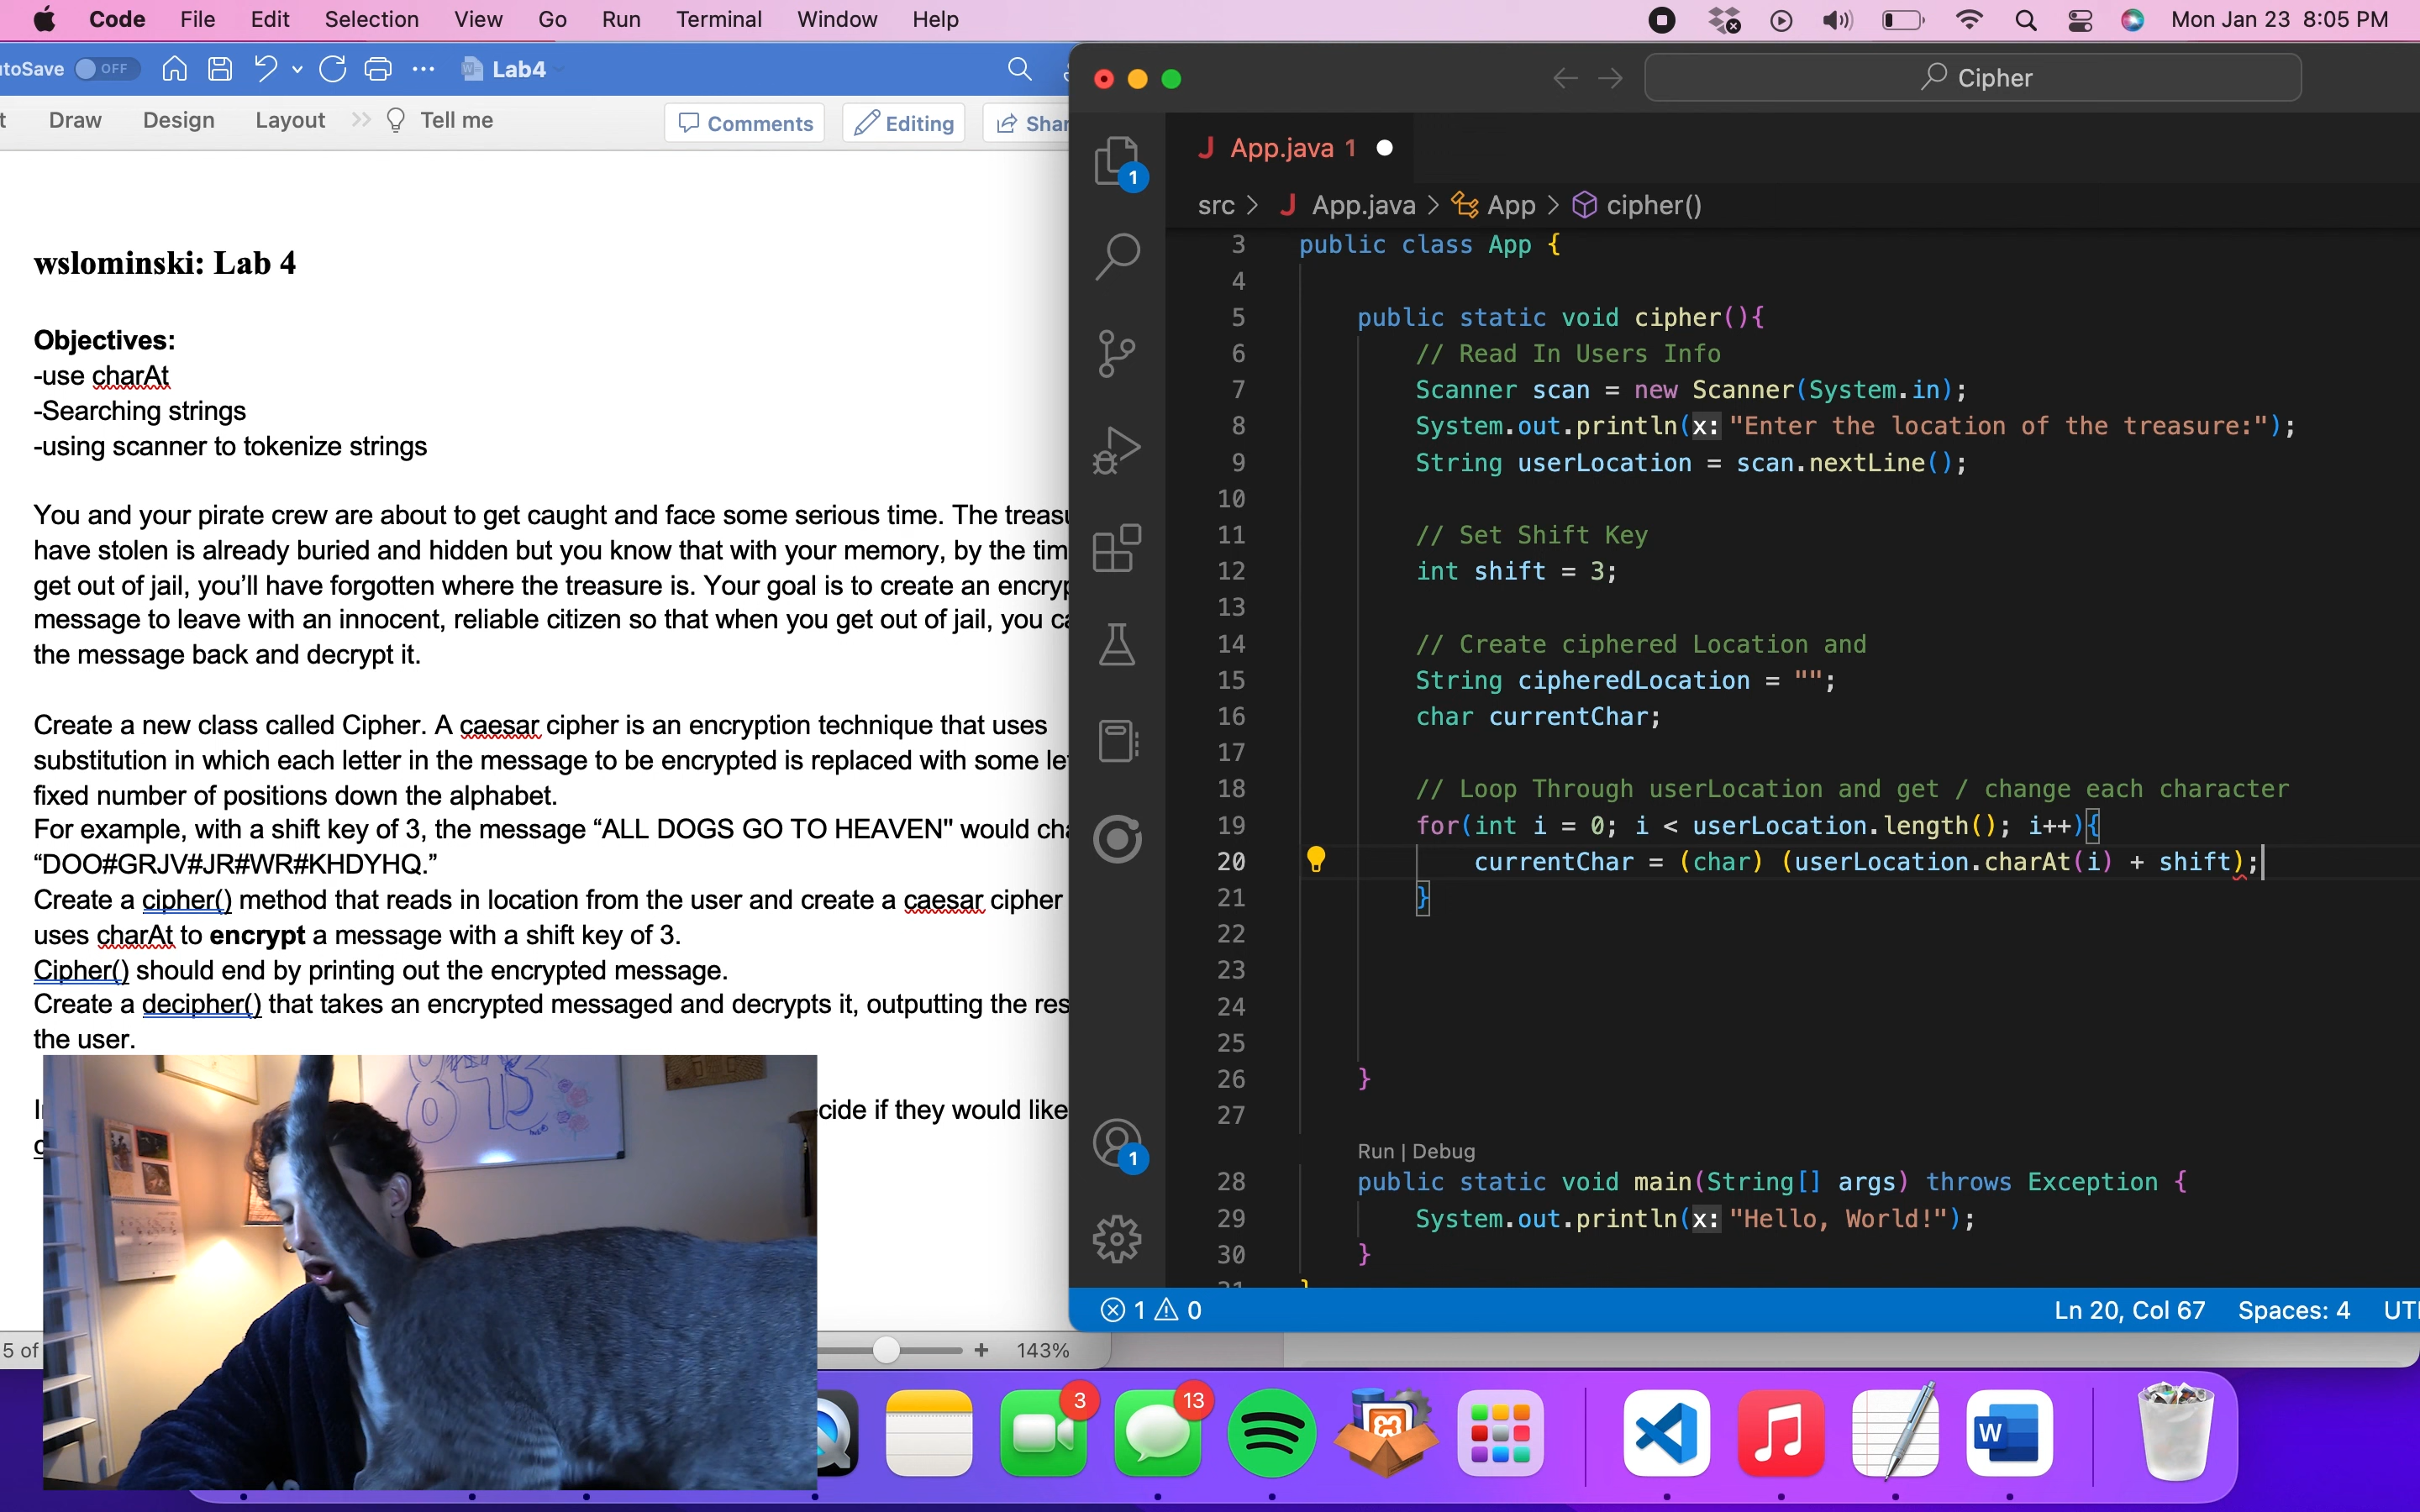 Code File Edit Selection View Go Run Terminal Window Help Mon Jan 23 8:05 PM
toSave OFF Lab4
Draw Design Layout Tell me Comments Editing Shar
wslominski: Lab 4
Objectives:
-use charAt
-Searching strings
-using scanner to tokenize strings
You and your pirate crew are about to get caught and face some serious time. The treasu
have stolen is already buried and hidden but you know that with your memory, by the tim
get out of jail, you’ll have forgotten where the treasure is. Your goal is to create an encryp
message to leave with an innocent, reliable citizen so that when you get out of jail, you ca
the message back and decrypt it.
Create a new class called Cipher. A caesar cipher is an encryption technique that uses
substitution in which each letter in the message to be encrypted is replaced with some le
fixed number of positions down the alphabet.
For example, with a shift key of 3, the message “ALL DOGS GO TO HEAVEN" would cha
“DOO#GRJV#JR#WR#KHDYHQ.”
Create a cipher() method that reads in location from the user and create a caesar cipher
uses charAt to encrypt a message with a shift key of 3.
Cipher() should end by printing out the encrypted message.
Create a decipher() that takes an encrypted messaged and decrypts it, outputting the res
the user.
cide if they would like
843
5 of
143%
Cipher
App.java 1
src > App.java > App > cipher()
3 public class App {
4
5 public static void cipher(){
6 // Read In Users Info
7 Scanner scan = new Scanner(System.in);
8 System.out.println(x: "Enter the location of the treasure:");
9 String userLocation = scan.nextLine();
10
11 // Set Shift Key
12 int shift = 3;
13
14 // Create ciphered Location and
15 String cipheredLocation = "";
16 char currentChar;
17
18 // Loop Through userLocation and get / change each character
19 for(int i = 0; i < userLocation.length(); i++){
20 currentChar = (char) (userLocation.charAt(i) + shift);
21 }
22
23
24
25
26 }
27
Run | Debug
28 public static void main(String[] args) throws Exception {
29 System.out.println(x: "Hello, World!");
30 }
31 }
1
1
1 0 Ln 20, Col 67 Spaces: 4 UT
3 13
W